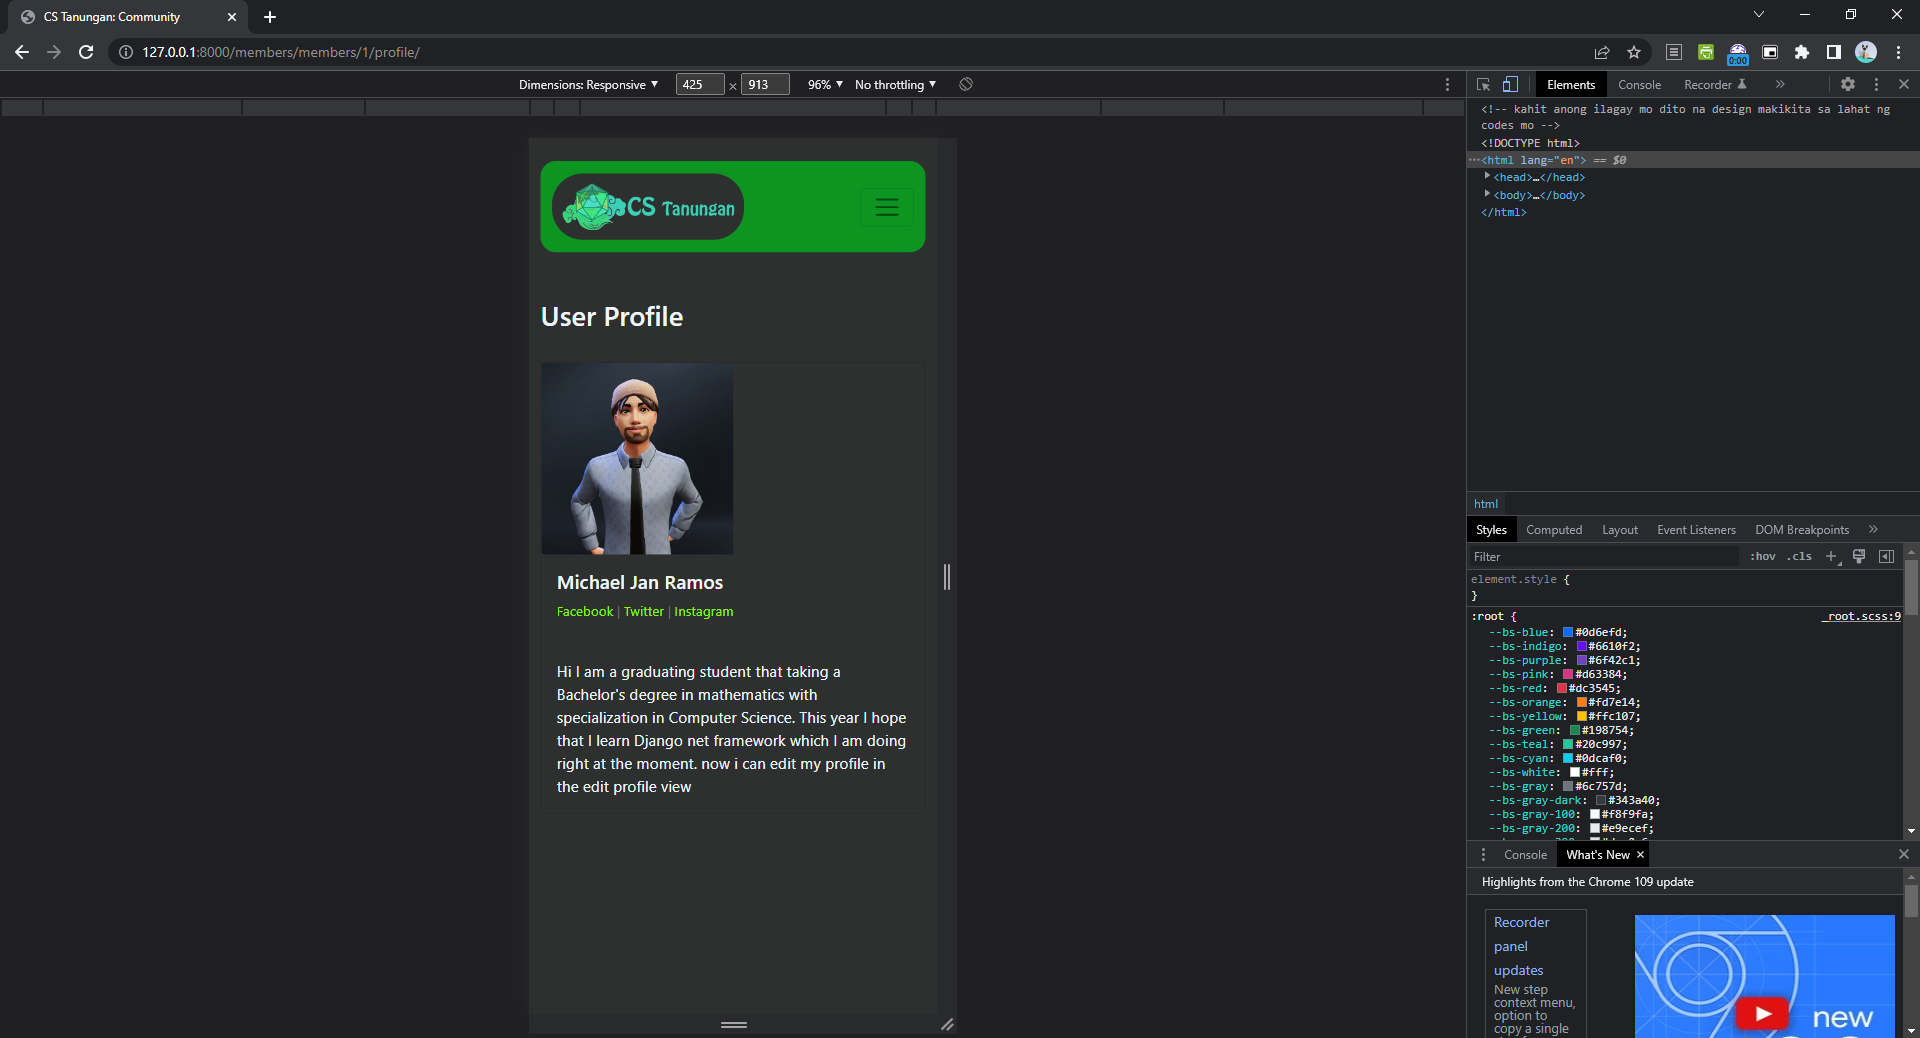 CS Tanungan: Community
127.0.0.1:8000/members/members/1/profile/
0:00
Dimensions: Responsive 425 × 913 96% No throttling
Elements Console Recorder »
<!-- kahit anong ilagay mo dito na design makikita sa lahat ng
codes mo -->
<!DOCTYPE html>
<html lang="en"> == $0
<head>…</head>
<body>…</body>
</html>
CS Tanungan
User Profile
Michael Jan Ramos
Facebook | Twitter | Instagram
Hi I am a graduating student that taking a
Bachelor's degree in mathematics with
specialization in Computer Science. This year I hope
that I learn Django net framework which I am doing
right at the moment. now i can edit my profile in
the edit profile view
html
Styles Computed Layout Event Listeners DOM Breakpoints »
Filter :hov .cls
element.style {
}
:root { _root.scss:9
--bs-blue: #0d6efd;
--bs-indigo: #6610f2;
--bs-purple: #6f42c1;
--bs-pink: #d63384;
--bs-red: #dc3545;
--bs-orange: #fd7e14;
--bs-yellow: #ffc107;
--bs-green: #198754;
--bs-teal: #20c997;
--bs-cyan: #0dcaf0;
--bs-white: #fff;
--bs-gray: #6c757d;
--bs-gray-dark: #343a40;
--bs-gray-100: #f8f9fa;
--bs-gray-200: #e9ecef;
Console What's New
Highlights from the Chrome 109 update
Recorder
panel
updates
New step
context menu,
option to
copy a single
new